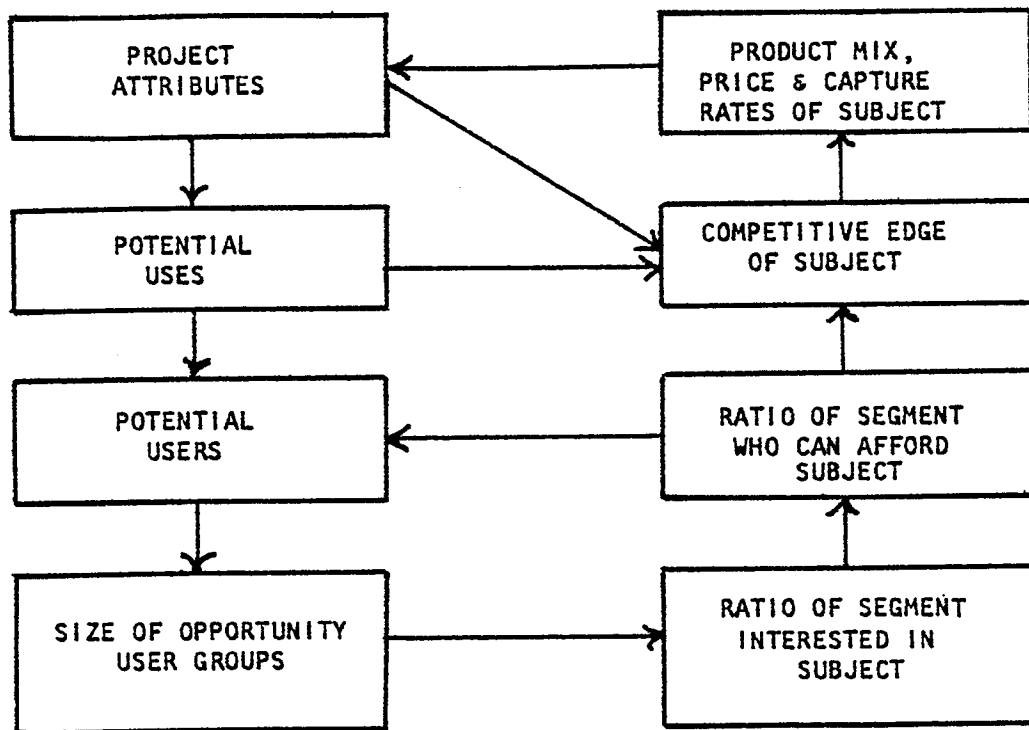 PROJECT
ATTRIBUTES
PRODUCT MIX,
PRICE & CAPTURE
RATES OF SUBJECT
POTENTIAL
USES
COMPETITIVE EDGE
OF SUBJECT
POTENTIAL
USERS
RATIO OF SEGMENT
WHO CAN AFFORD
SUBJECT
SIZE OF OPPORTUNITY
USER GROUPS
RATIO OF SEGMENT
INTERESTED IN
SUBJECT